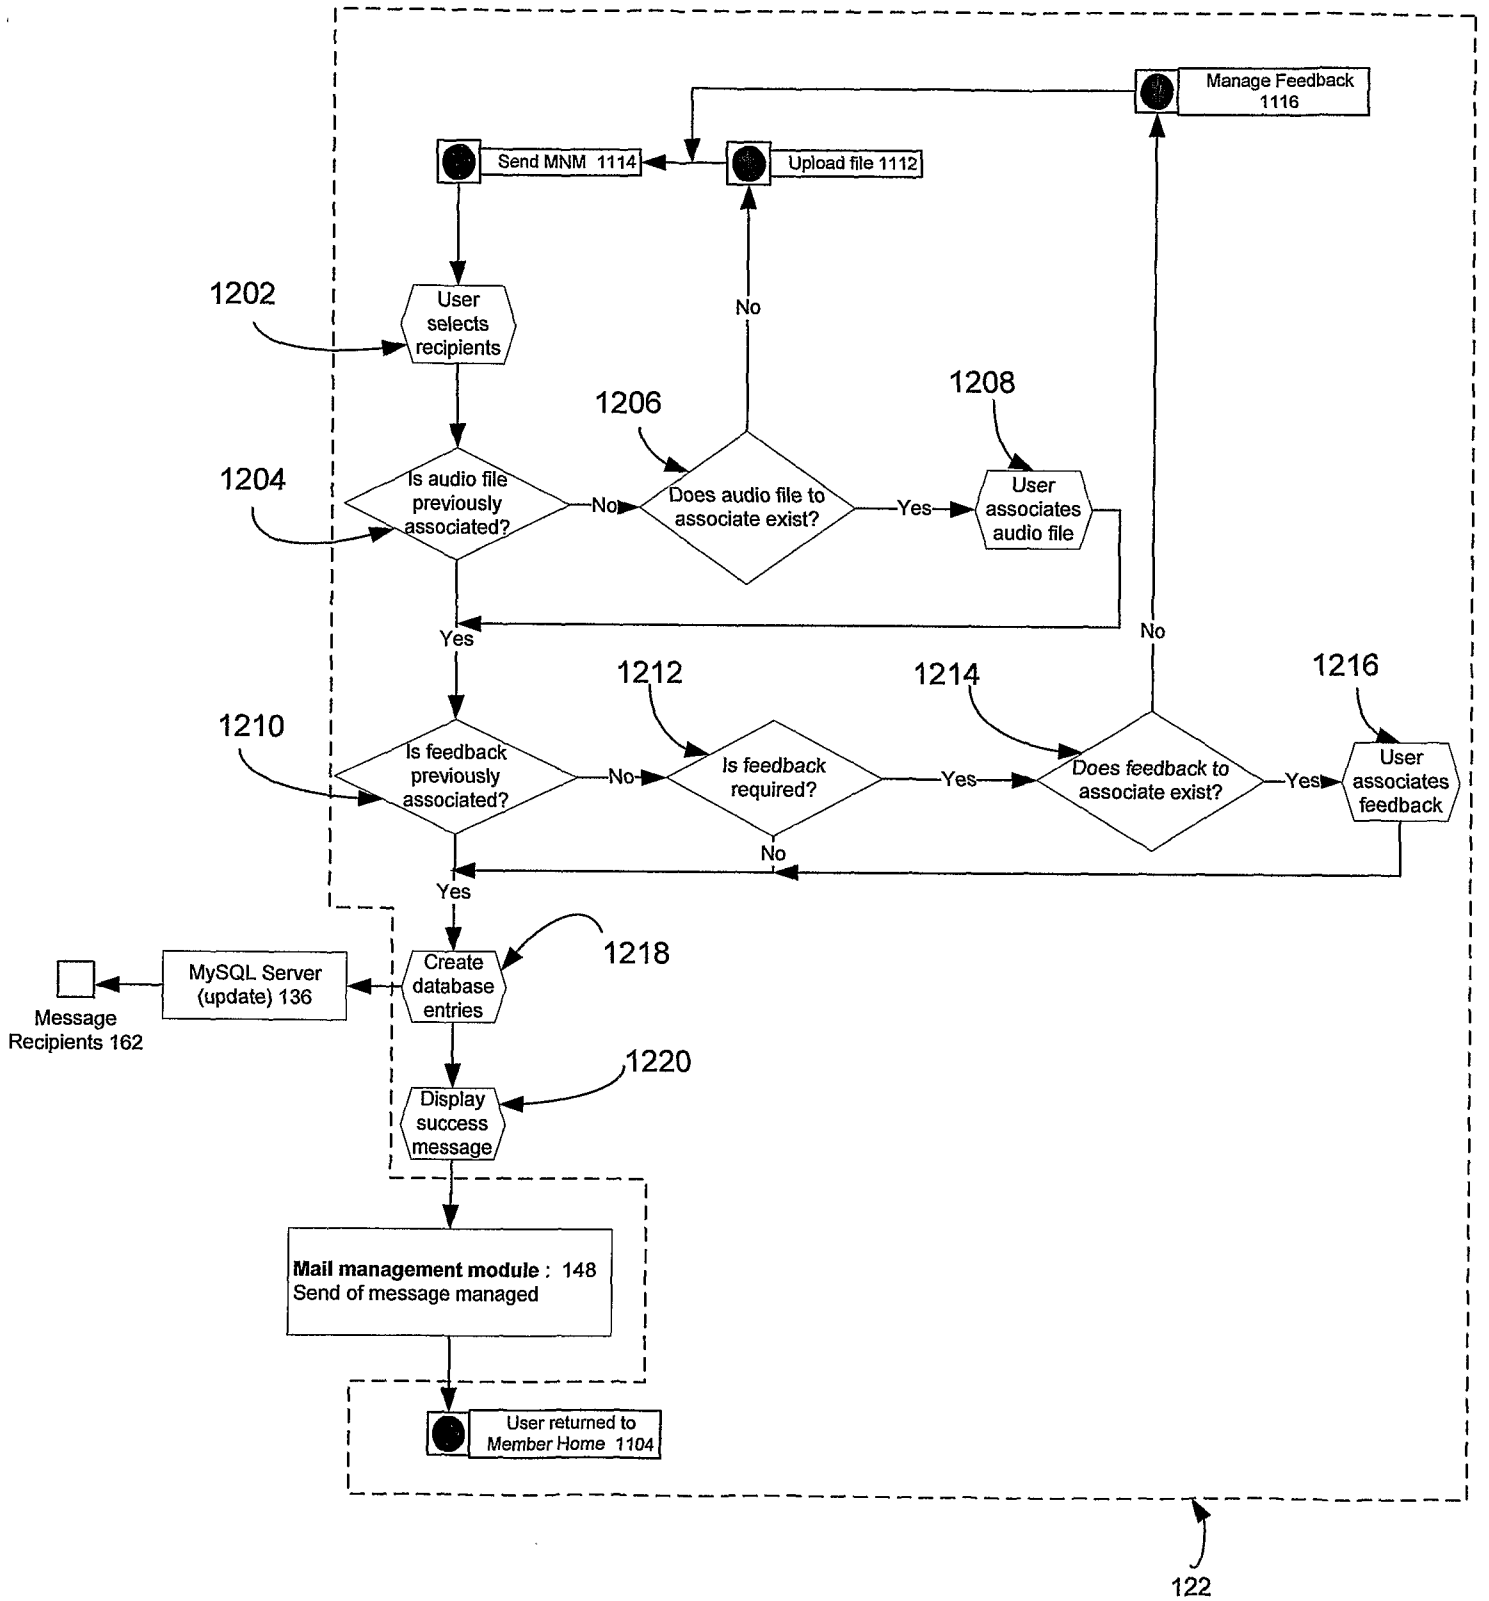 Manage Feedback
1116
Send MNM 1114
Upload file 1112
No
1202
User
selects
recipients
1208
1206
1204
Is audio file
previously
associated?
No
Does audio file to
associate exist?
Yes
User
associates
audio file
Yes
No
1212
1214
1216
1210
Is feedback
previously
associated?
No
Is feedback
required?
Yes
Does feedback to
associate exist?
Yes
User
associates
feedback
No
Yes
1218
Create
database
entries
MySQL Server
(update) 136
Message
Recipients 162
1220
Display
success
message
Mail management module : 148
Send of message managed
User returned to
Member Home 1104
122